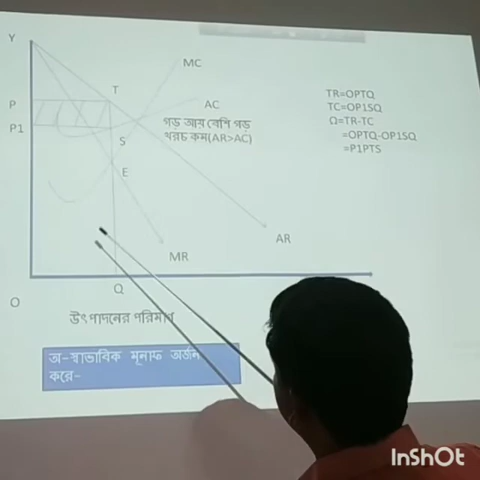 Y
MC
P
T
AC
TR=OPTQ
P1
গড় আয় বেশি গড়
TC=OP1SQ
S
খরচ কম(AR>AC)
Ω=TR-TC
=OPTQ-OP1SQ
=P1PTS
E
AR
MR
O
Q
উৎপাদনের পরিমাণ
অ-স্বাভাবিক মূনাফ অর্জন
করে-
InShOt